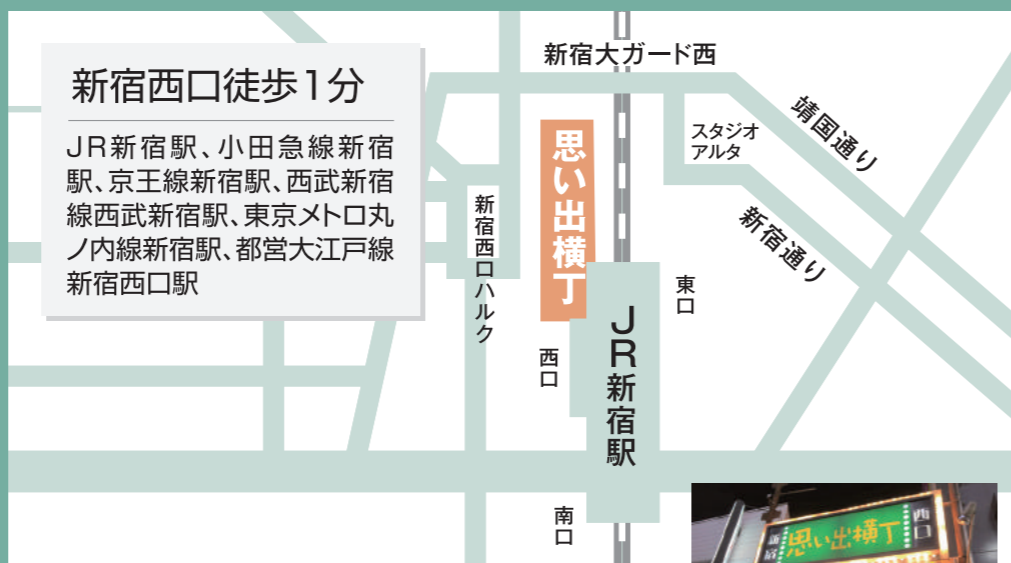 新宿西口徒歩1分
JR新宿駅、小田急線新宿
駅、京王線新宿駅、西武新宿
線西武新宿駅、東京メトロ丸
ノ内線新宿駅、都営大江戸線
新宿西口駅
新宿大ガード西
靖国通り
スタジオ
アルタ
新宿通り
思い出横丁
新宿西口ハルク
東口
西口
JR新宿駅
南口
新宿
思い出横丁
西口